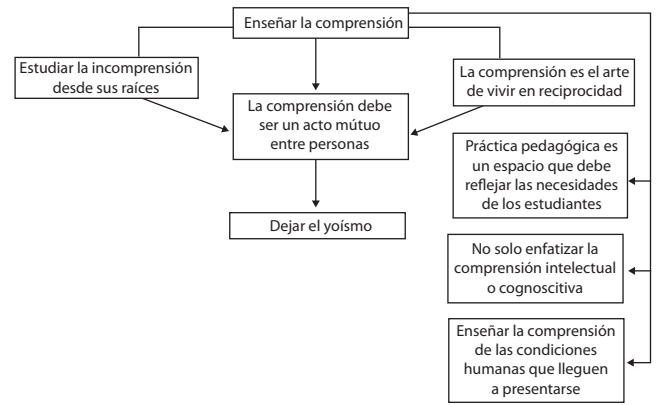 Enseñar la comprensión
Estudiar la incomprensión
desde sus raíces
La comprensión es el arte
de vivir en reciprocidad
La comprensión debe
ser un acto mútuo
entre personas
Dejar el yoísmo
Práctica pedagógica es
un espacio que debe
reflejar las necesidades
de los estudiantes
No solo enfatizar la
comprensión intelectual
o cognoscitiva
Enseñar la comprensión
de las condiciones
humanas que lleguen
a presentarse